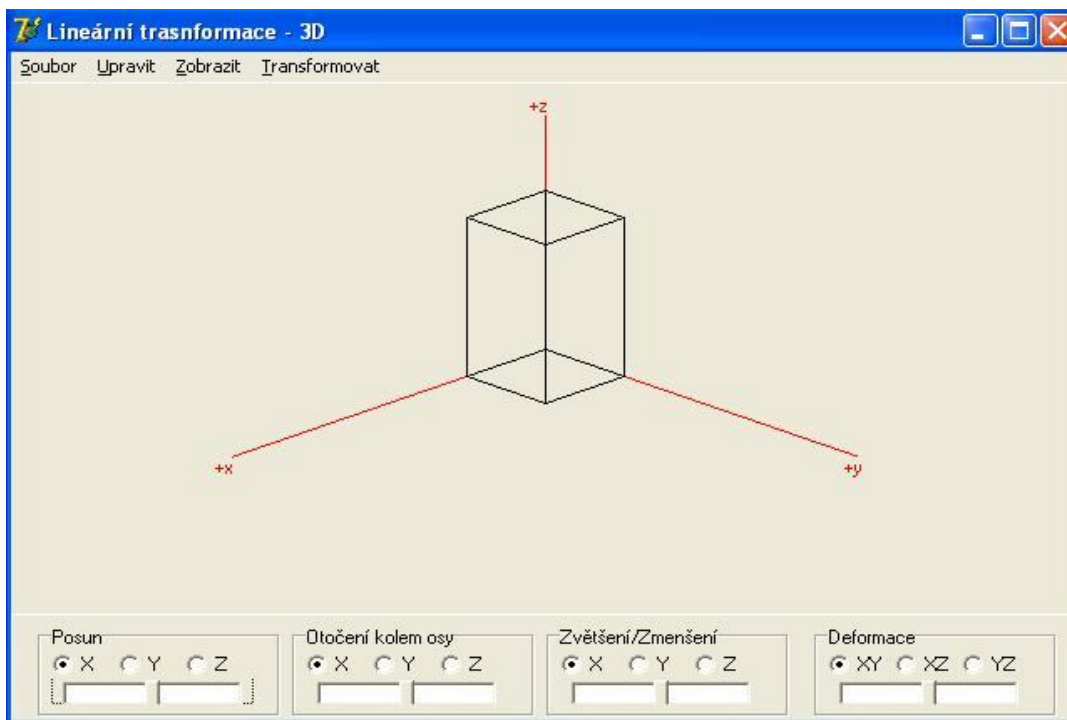 Lineární trasnformace - 3D
Soubor Upravit Zobrazit Transformovat
+z
+x
+y
Posun
X Y Z
Otočení kolem osy
X Y Z
Zvětšení/Zmenšení
X Y Z
Deformace
XY XZ YZ